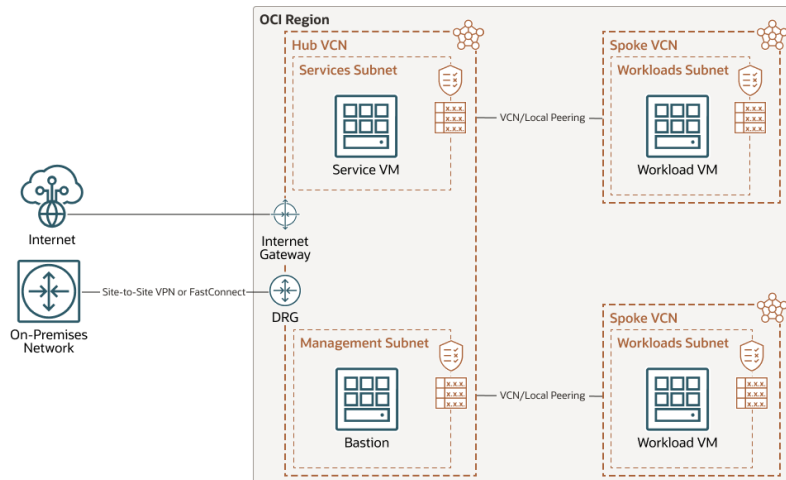 OCI Region
Hub VCN
Spoke VCN
Services Subnet
Workloads Subnet
x.x.x.
x.x.x.
x.x.x.
x.x.x.
x.x.x.
x.x.x.
VCN/Local Peering
Service VM
Workload VM
Internet
Internet
Gateway
Site-to-Site VPN or FastConnect
On-Premises
Network
DRG
Spoke VCN
Management Subnet
Workloads Subnet
x.x.x.
x.x.x.
x.x.x.
x.x.x.
x.x.x.
x.x.x.
VCN/Local Peering
Bastion
Workload VM